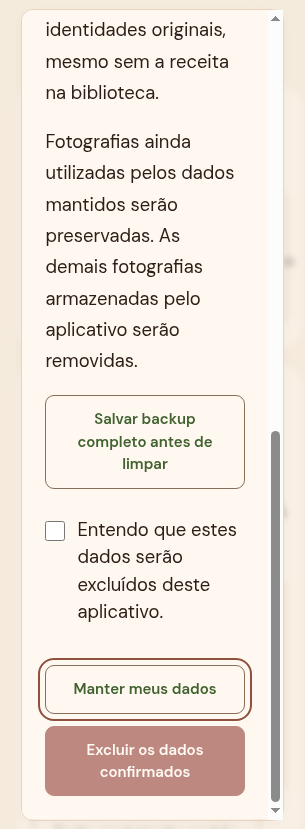 identidades originais,
mesmo sem a receita
na biblioteca.
Fotografias ainda
utilizadas pelos dados
mantidos serão
preservadas. As
demais fotografias
armazenadas pelo
aplicativo serão
removidas.
Salvar backup
completo antes de
limpar
Entendo que estes
dados serão
excluídos deste
aplicativo.
Manter meus dados
Excluir os dados
confirmados